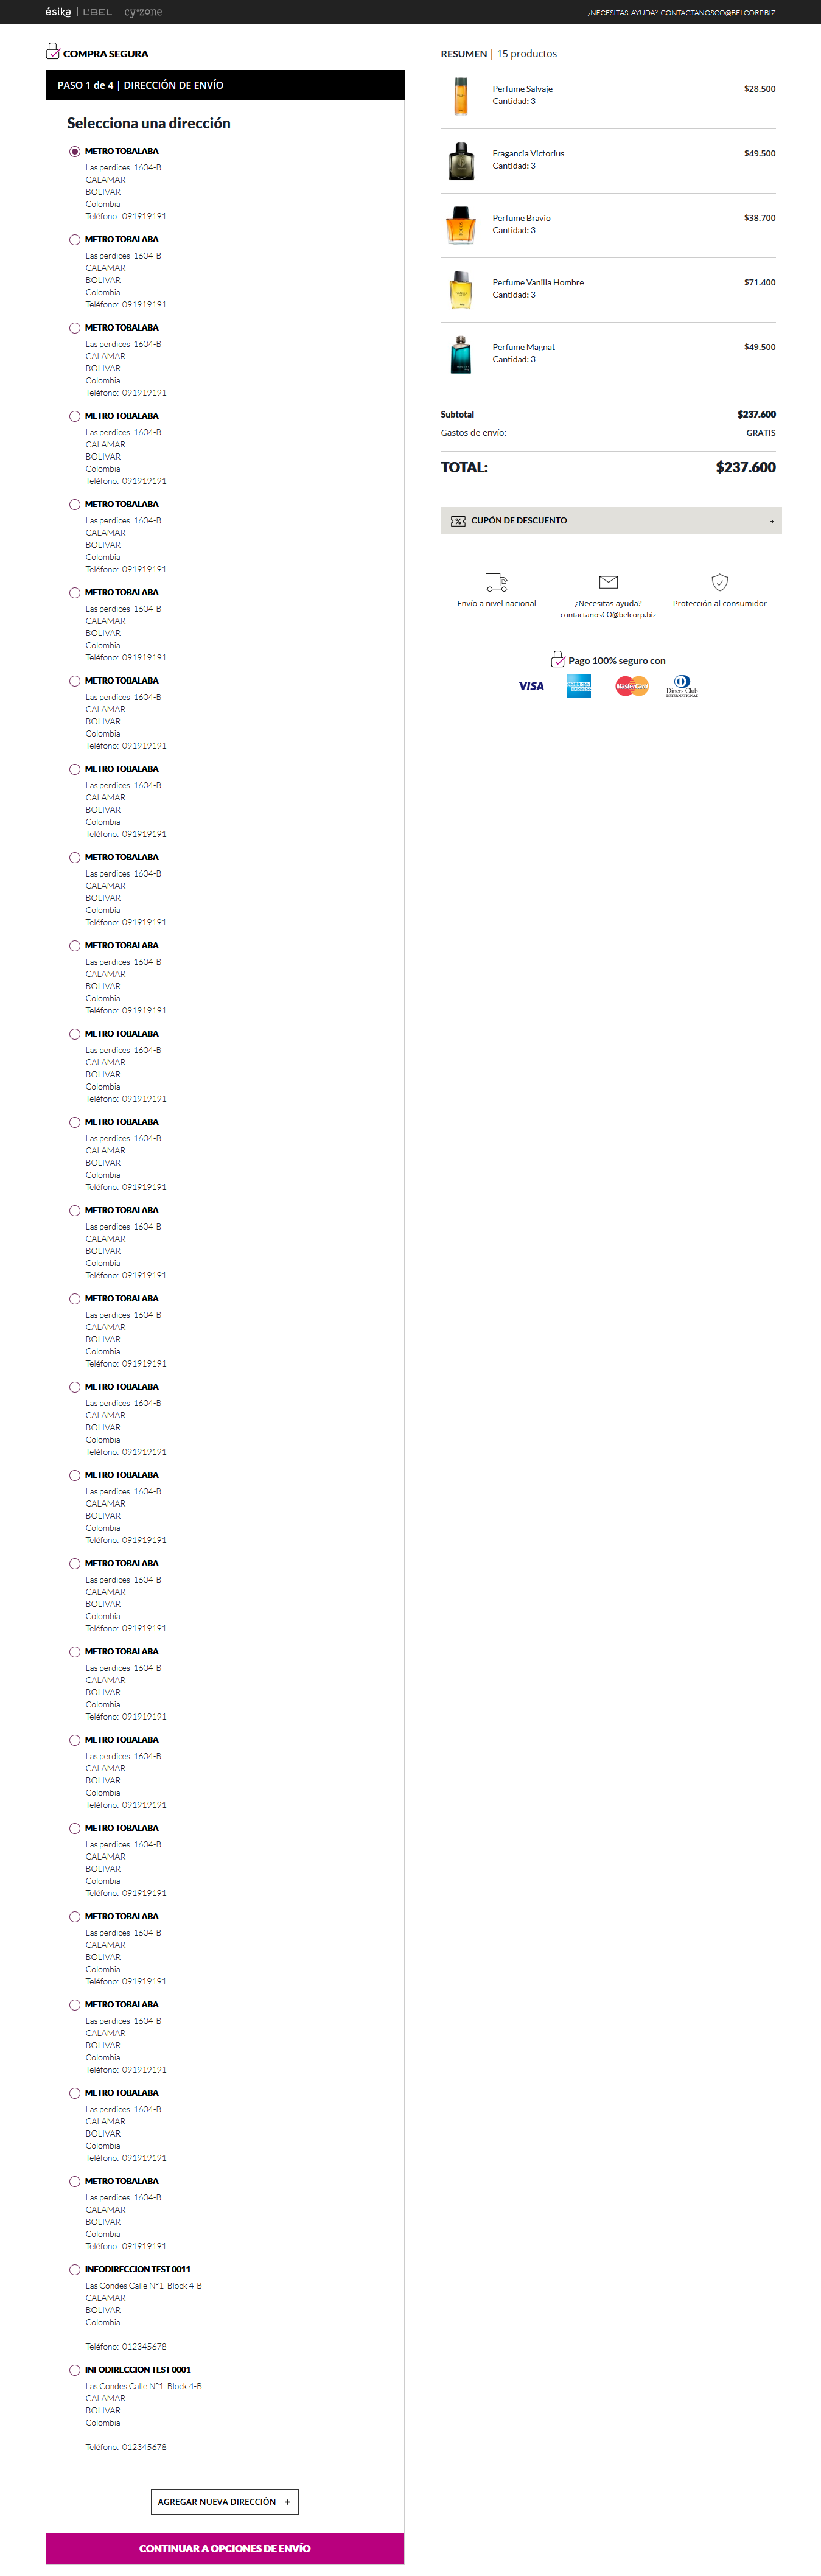 ésika | L'BEL | cy°zone
¿NECESITAS AYUDA? CONTACTANOSCO@BELCORP.BIZ
COMPRA SEGURA
PASO 1 de 4 | DIRECCIÓN DE ENVÍO
Selecciona una dirección
METRO TOBALABA
Las perdices 1604-B
CALAMAR
BOLIVAR
Colombia
Teléfono: 091919191
METRO TOBALABA
Las perdices 1604-B
CALAMAR
BOLIVAR
Colombia
Teléfono: 091919191
METRO TOBALABA
Las perdices 1604-B
CALAMAR
BOLIVAR
Colombia
Teléfono: 091919191
METRO TOBALABA
Las perdices 1604-B
CALAMAR
BOLIVAR
Colombia
Teléfono: 091919191
METRO TOBALABA
Las perdices 1604-B
CALAMAR
BOLIVAR
Colombia
Teléfono: 091919191
METRO TOBALABA
Las perdices 1604-B
CALAMAR
BOLIVAR
Colombia
Teléfono: 091919191
METRO TOBALABA
Las perdices 1604-B
CALAMAR
BOLIVAR
Colombia
Teléfono: 091919191
METRO TOBALABA
Las perdices 1604-B
CALAMAR
BOLIVAR
Colombia
Teléfono: 091919191
METRO TOBALABA
Las perdices 1604-B
CALAMAR
BOLIVAR
Colombia
Teléfono: 091919191
METRO TOBALABA
Las perdices 1604-B
CALAMAR
BOLIVAR
Colombia
Teléfono: 091919191
METRO TOBALABA
Las perdices 1604-B
CALAMAR
BOLIVAR
Colombia
Teléfono: 091919191
METRO TOBALABA
Las perdices 1604-B
CALAMAR
BOLIVAR
Colombia
Teléfono: 091919191
METRO TOBALABA
Las perdices 1604-B
CALAMAR
BOLIVAR
Colombia
Teléfono: 091919191
METRO TOBALABA
Las perdices 1604-B
CALAMAR
BOLIVAR
Colombia
Teléfono: 091919191
METRO TOBALABA
Las perdices 1604-B
CALAMAR
BOLIVAR
Colombia
Teléfono: 091919191
METRO TOBALABA
Las perdices 1604-B
CALAMAR
BOLIVAR
Colombia
Teléfono: 091919191
METRO TOBALABA
Las perdices 1604-B
CALAMAR
BOLIVAR
Colombia
Teléfono: 091919191
METRO TOBALABA
Las perdices 1604-B
CALAMAR
BOLIVAR
Colombia
Teléfono: 091919191
METRO TOBALABA
Las perdices 1604-B
CALAMAR
BOLIVAR
Colombia
Teléfono: 091919191
METRO TOBALABA
Las perdices 1604-B
CALAMAR
BOLIVAR
Colombia
Teléfono: 091919191
METRO TOBALABA
Las perdices 1604-B
CALAMAR
BOLIVAR
Colombia
Teléfono: 091919191
METRO TOBALABA
Las perdices 1604-B
CALAMAR
BOLIVAR
Colombia
Teléfono: 091919191
METRO TOBALABA
Las perdices 1604-B
CALAMAR
BOLIVAR
Colombia
Teléfono: 091919191
METRO TOBALABA
Las perdices 1604-B
CALAMAR
BOLIVAR
Colombia
Teléfono: 091919191
INFODIRECCION TEST 0011
Las Condes Calle N°1 Block 4-B
CALAMAR
BOLIVAR
Colombia
Teléfono: 012345678
INFODIRECCION TEST 0001
Las Condes Calle N°1 Block 4-B
CALAMAR
BOLIVAR
Colombia
Teléfono: 012345678
AGREGAR NUEVA DIRECCIÓN +
CONTINUAR A OPCIONES DE ENVÍO
RESUMEN | 15 productos
Perfume Salvaje $28.500
Cantidad: 3
Fragancia Victorius $49.500
Cantidad: 3
Perfume Bravio $38.700
Cantidad: 3
Perfume Vanilla Hombre $71.400
Cantidad: 3
Perfume Magnat $49.500
Cantidad: 3
Subtotal $237.600
Gastos de envío: GRATIS
TOTAL: $237.600
CUPÓN DE DESCUENTO +
Envío a nivel nacional
¿Necesitas ayuda?
contactanosCO@belcorp.biz
Protección al consumidor
Pago 100% seguro con
VISA
AMERICAN EXPRESS
MasterCard
Diners Club
INTERNATIONAL